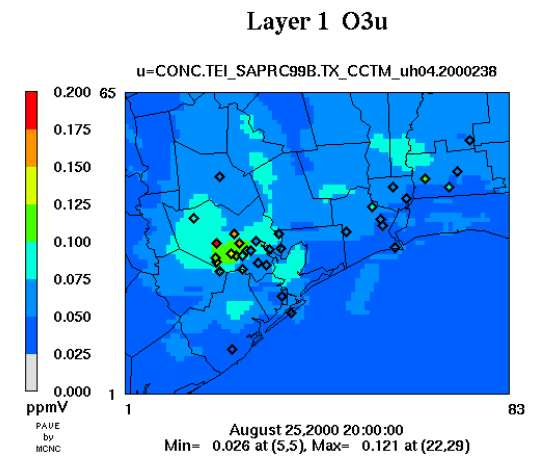 Layer 1 O3u
u=CONC.TEI_SAPRC99B.TX_CCTM_uh04.2000238
0.200
0.175
0.150
0.125
0.100
0.075
0.050
0.025
0.000
ppmV
PAVE
by
MCNC
65
1
1
83
August 25,2000 20:00:00
Min= 0.026 at (5,5), Max= 0.121 at (22,29)